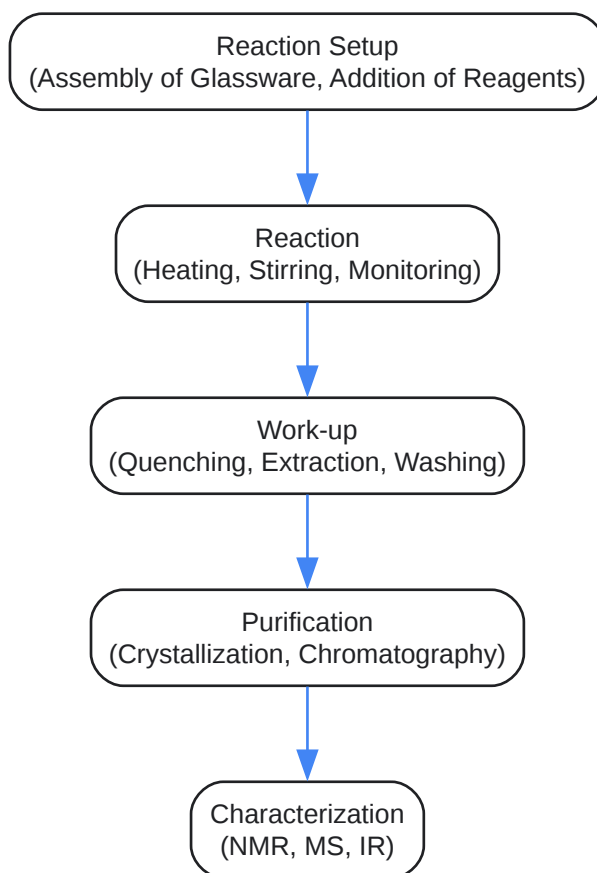 Reaction Setup
(Assembly of Glassware, Addition of Reagents)
Reaction
(Heating, Stirring, Monitoring)
Work-up
(Quenching, Extraction, Washing)
Purification
(Crystallization, Chromatography)
Characterization
(NMR, MS, IR)